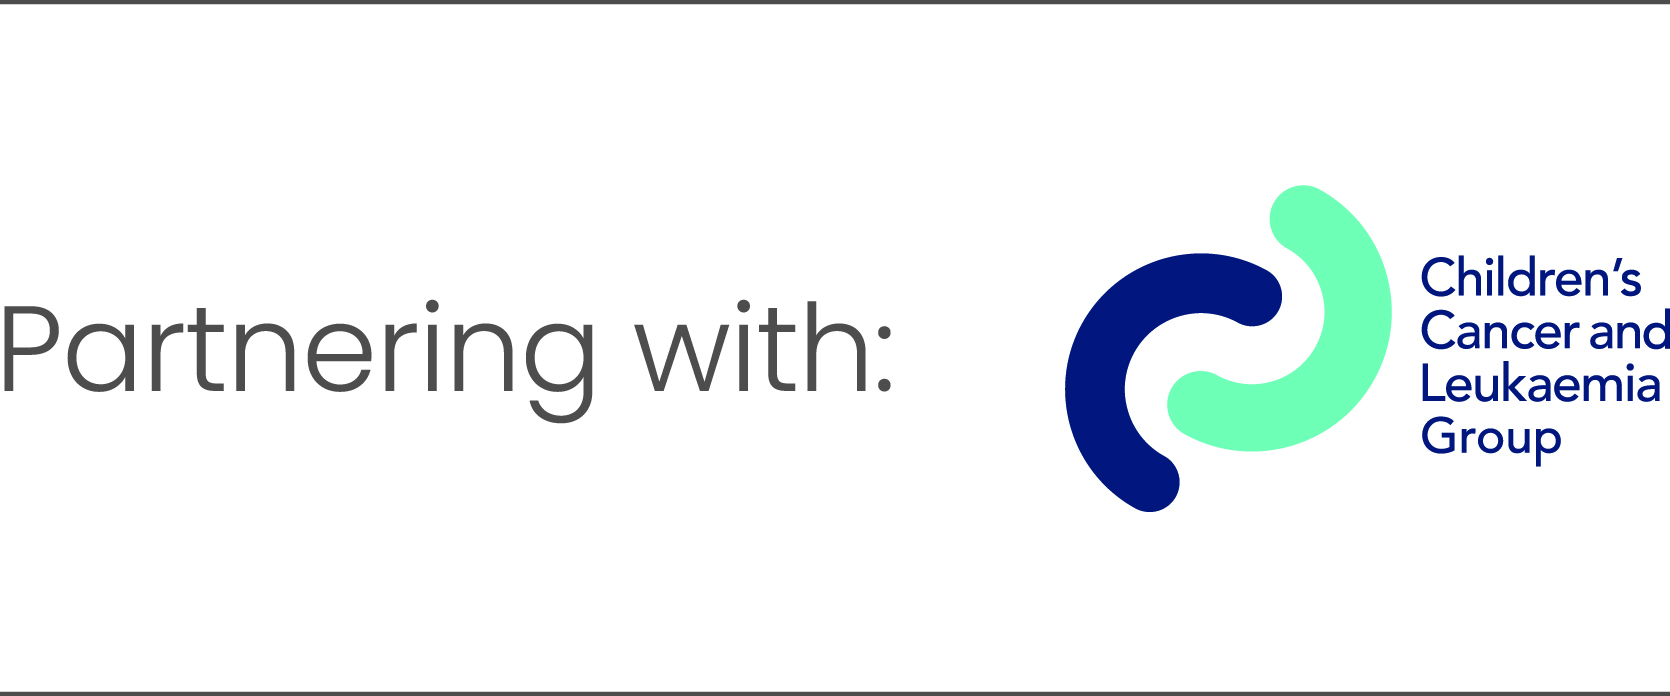 Partnering with:
Children’s
Cancer and
Leukaemia
Group